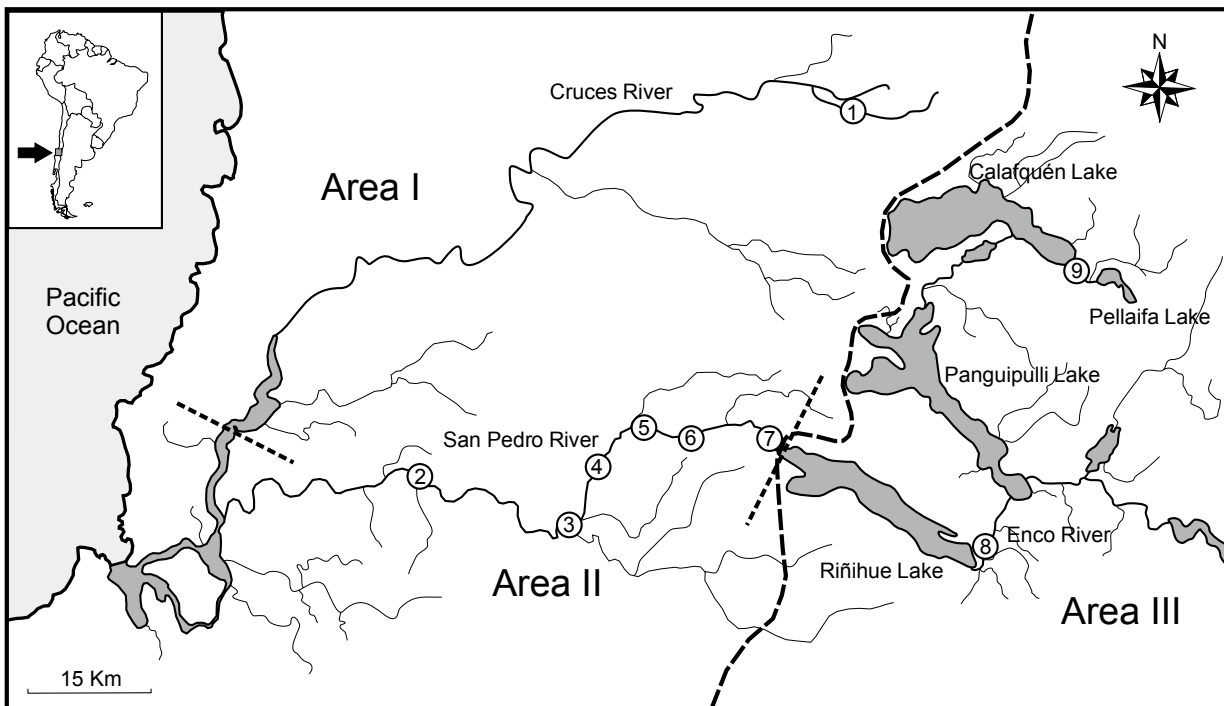 N
Cruces River
1
Calafquén Lake
Area I
9
Pacific
Ocean
Pellaifa Lake
Panguipulli Lake
San Pedro River
5
6
7
4
2
3
Enco River
8
Riñihue Lake
Area II
Area III
15 Km